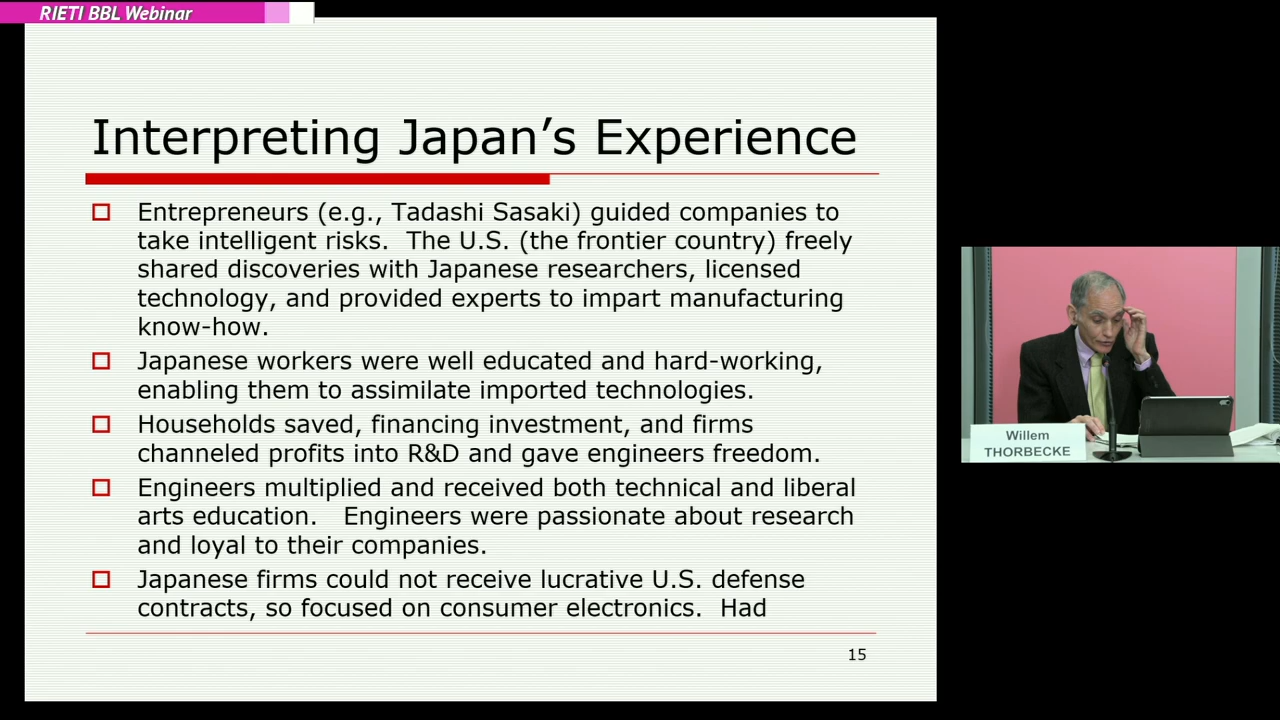 RIETI BBL Webinar
Interpreting Japan’s Experience
Entrepreneurs (e.g., Tadashi Sasaki) guided companies to
take intelligent risks.  The U.S. (the frontier country) freely
shared discoveries with Japanese researchers, licensed
technology, and provided experts to impart manufacturing
know-how.
Japanese workers were well educated and hard-working,
enabling them to assimilate imported technologies.
Households saved, financing investment, and firms
channeled profits into R&D and gave engineers freedom.
Engineers multiplied and received both technical and liberal
arts education.   Engineers were passionate about research
and loyal to their companies.
Japanese firms could not receive lucrative U.S. defense
contracts, so focused on consumer electronics.  Had
15
Willem
THORBECKE